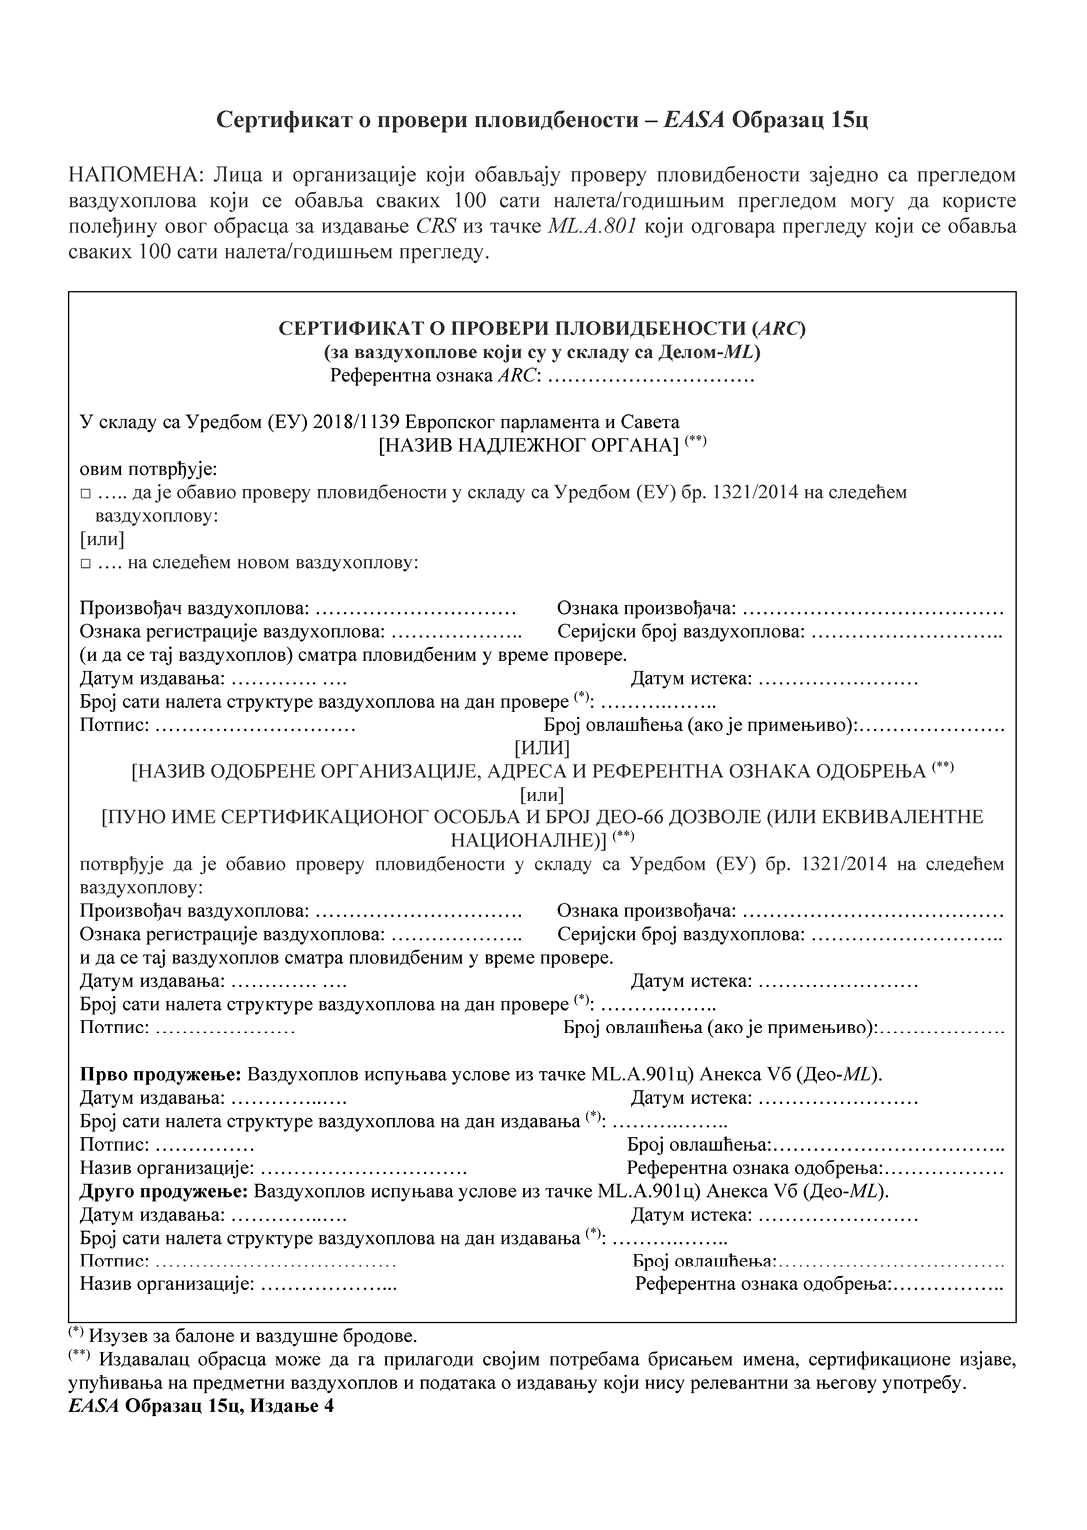 Сертификат о провери пловидбености – EASA Образац 15ц
НАПОМЕНА: Лица и организације који обављају проверу пловидбености заједно са прегледом
ваздухоплова који се обавља сваких 100 сати налета/годишњим прегледом могу да користе
полеђину овог обрасца за издавање CRS из тачке ML.A.801 који одговара прегледу који се обавља
сваких 100 сати налета/годишњем прегледу.
СЕРТИФИКАТ О ПРОВЕРИ ПЛОВИДБЕНОСТИ (ARC)
(за ваздухоплове који су у складу са Делом-ML)
Референтна ознака ARC: ………………………….
У складу са Уредбом (ЕУ) 2018/1139 Европског парламента и Савета
[НАЗИВ НАДЛЕЖНОГ ОРГАНА] (**)
овим потврђује:
□ ….. да је обавио проверу пловидбености у складу са Уредбом (ЕУ) бр. 1321/2014 на следећем
ваздухоплову:
[или]
□ …. на следећем новом ваздухоплову:
Произвођач ваздухоплова: ………………………… Ознака произвођача: …………………………………
Ознака регистрације ваздухоплова: ……………….. Серијски број ваздухоплова: ………………………..
(и да се тај ваздухоплов) сматра пловидбеним у време провере.
Датум издавања: …………. …. Датум истека: ……………………
Број сати налета структуре ваздухоплова на дан провере (*): ……….……..
Потпис: ………………………… Број овлашћења (ако је примењиво):………………….
[ИЛИ]
[НАЗИВ ОДОБРЕНЕ ОРГАНИЗАЦИЈЕ, АДРЕСА И РЕФЕРЕНТНА ОЗНАКА ОДОБРЕЊА (**)
[или]
[ПУНО ИМЕ СЕРТИФИКАЦИОНОГ ОСОБЉА И БРОЈ ДЕО-66 ДОЗВОЛЕ (ИЛИ ЕКВИВАЛЕНТНЕ
НАЦИОНАЛНЕ)] (**)
потврђује да је обавио проверу пловидбености у складу са Уредбом (ЕУ) бр. 1321/2014 на следећем
ваздухоплову:
Произвођач ваздухоплова: …………………………. Ознака произвођача: …………………………………
Ознака регистрације ваздухоплова: ……………….. Серијски број ваздухоплова: ………………………..
и да се тај ваздухоплов сматра пловидбеним у време провере.
Датум издавања: …………. …. Датум истека: ……………………
Број сати налета структуре ваздухоплова на дан провере (*): ……….……..
Потпис: ………………… Број овлашћења (ако је примењиво):……………….
Прво продужење: Ваздухоплов испуњава услове из тачке ML.A.901ц) Анекса Vб (Део-ML).
Датум издавања: …………..…. Датум истека: ……………………
Број сати налета структуре ваздухоплова на дан издавања (*): ……….……..
Потпис: …………… Број овлашћења:……………………………..
Назив организације: …………………………. Референтна ознака одобрења:………………
Друго продужење: Ваздухоплов испуњава услове из тачке ML.A.901ц) Анекса Vб (Део-ML).
Датум издавања: …………..…. Датум истека: ……………………
Број сати налета структуре ваздухоплова на дан издавања (*): ……….……..
Потпис: ……………………………… Број овлашћења:…………………………….
Назив организације: ………………... Референтна ознака одобрења:……………..
(*) Изузев за балоне и ваздушне бродове.
(**) Издавалац обрасца може да га прилагоди својим потребама брисањем имена, сертификационе изјаве,
упућивања на предметни ваздухоплов и података о издавању који нису релевантни за његову употребу.
EASA Образац 15ц, Издање 4